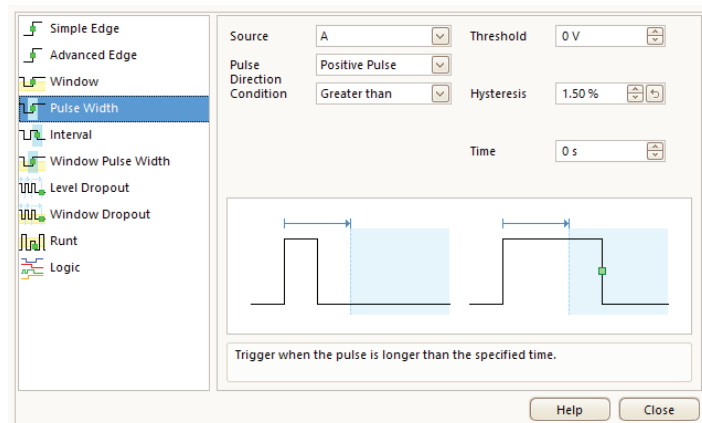 Simple Edge
Advanced Edge
Window
Pulse Width
Interval
Window Pulse Width
Level Dropout
Window Dropout
Runt
Logic
Source A Threshold 0 V
Pulse Direction Positive Pulse
Condition Greater than Hysteresis 1.50 %
Time 0 s
Trigger when the pulse is longer than the specified time.
Help Close